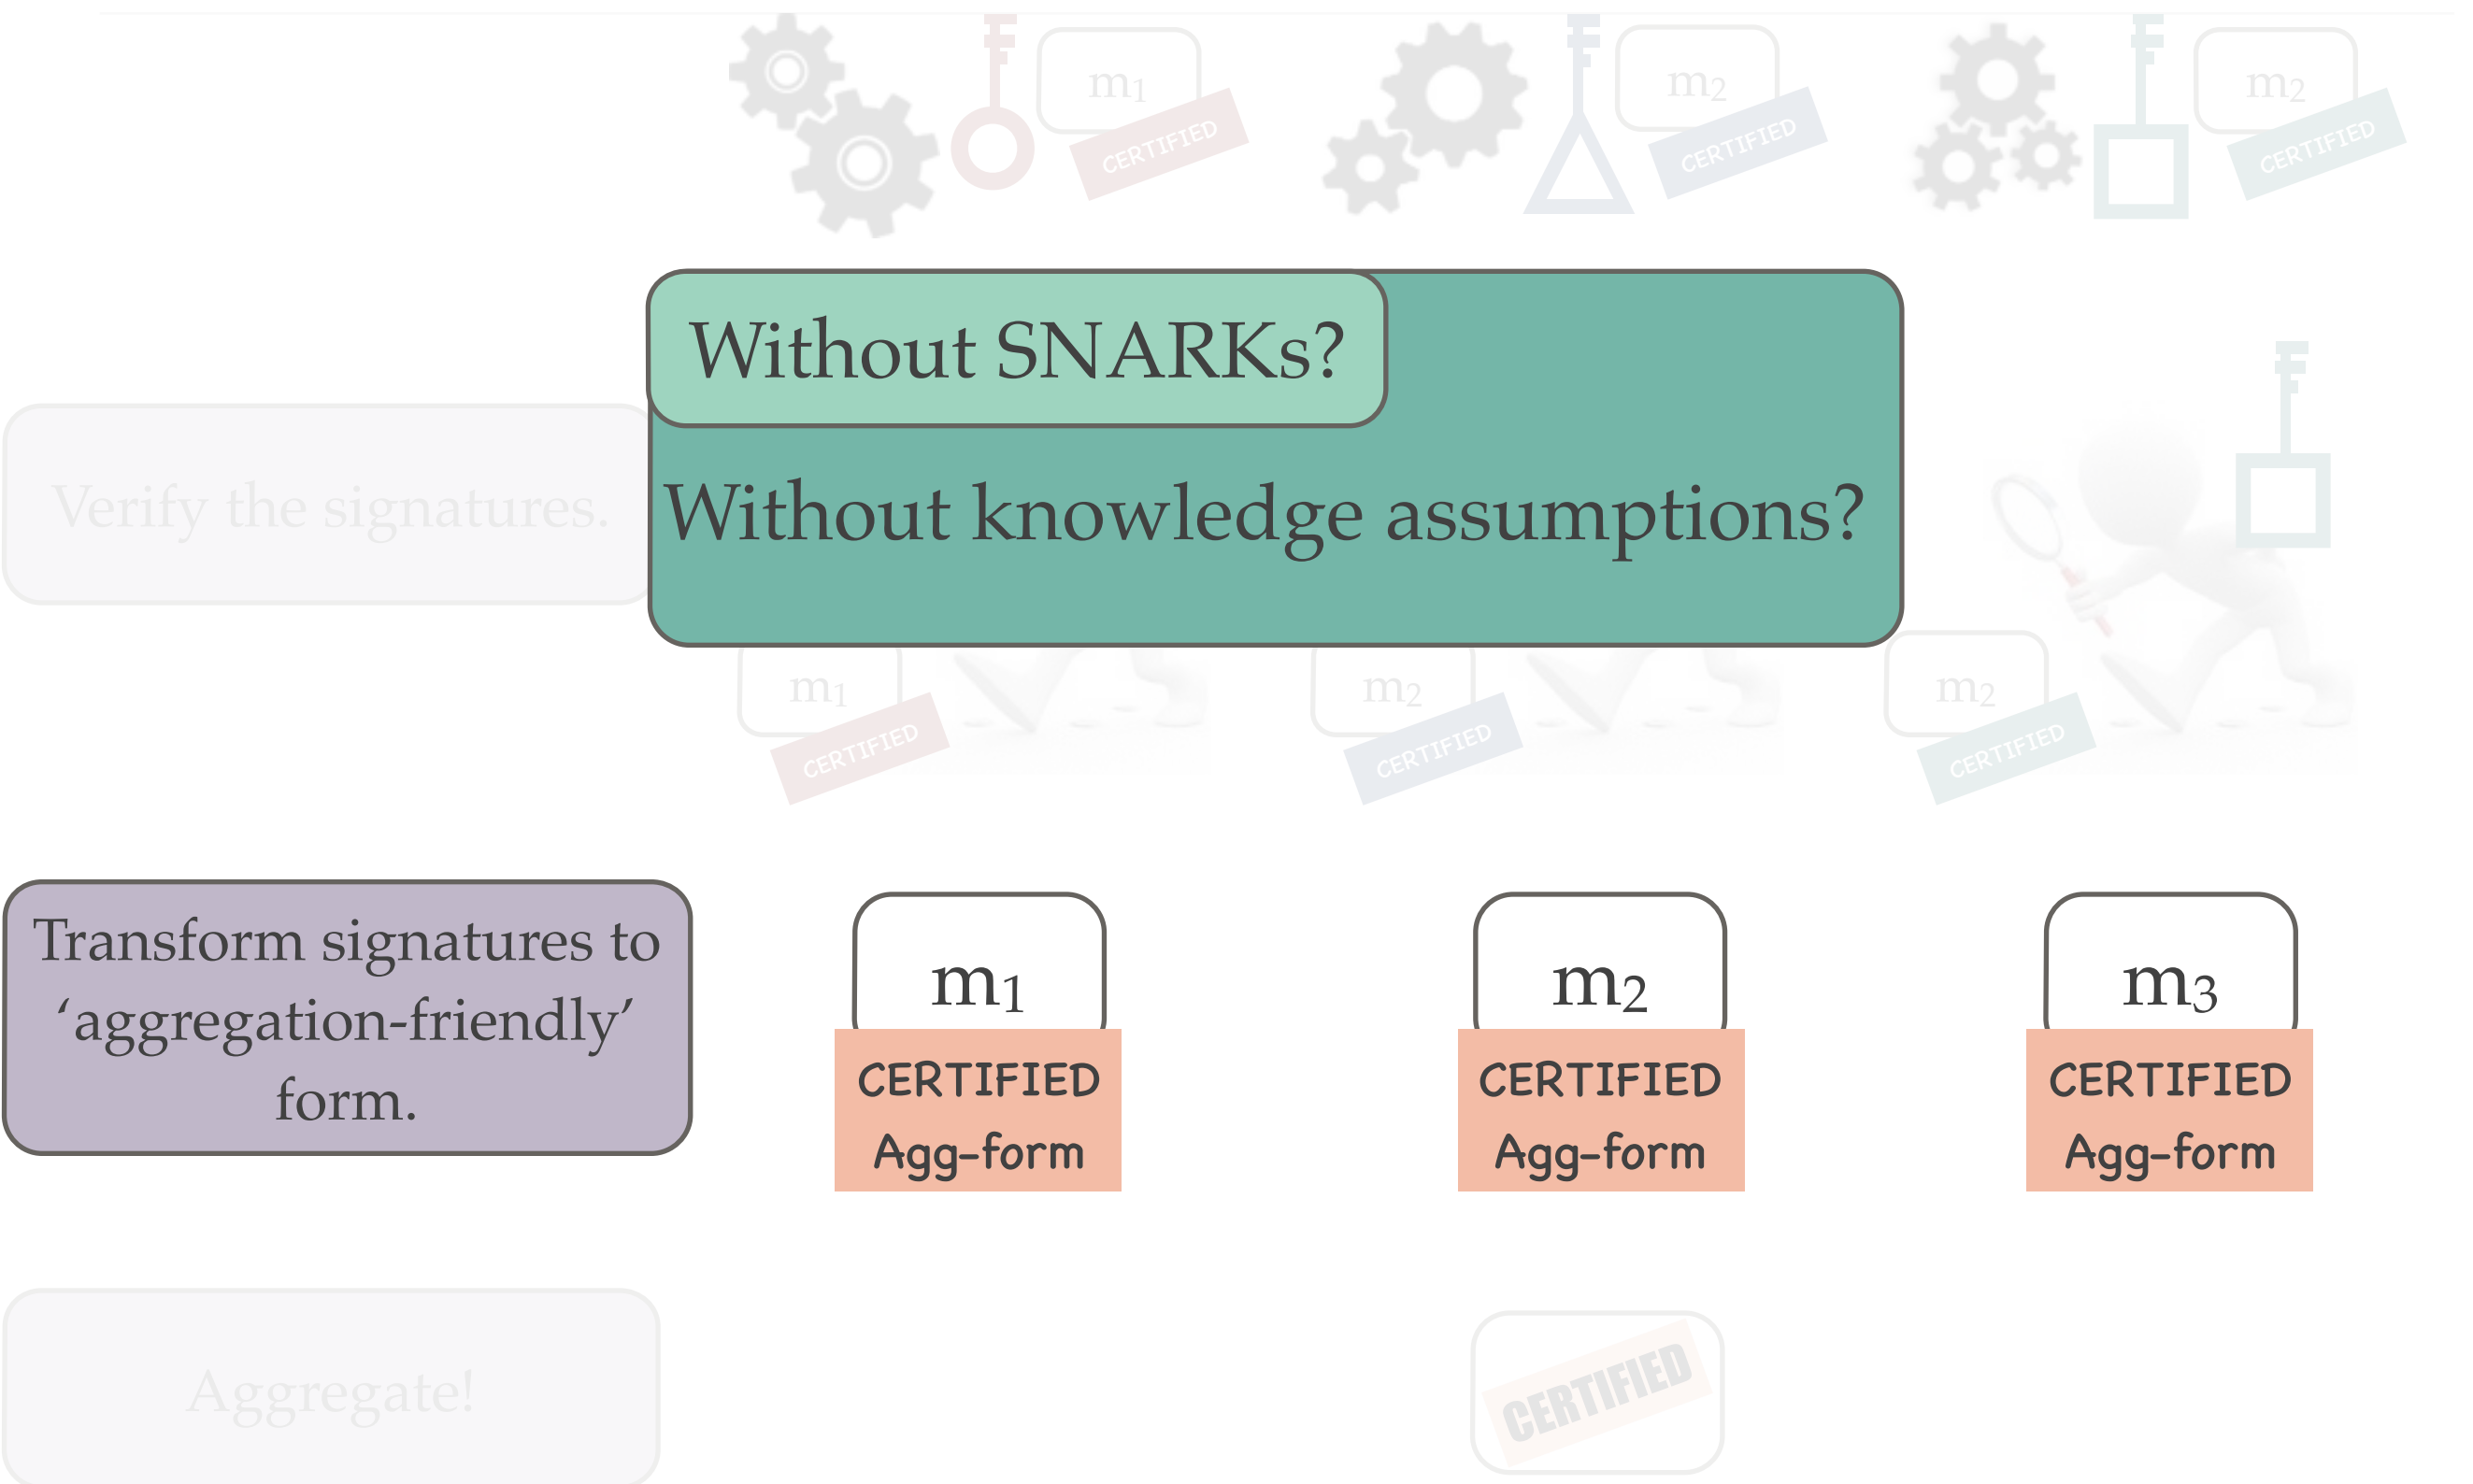 m1
CERTIFIED
m2
CERTIFIED
m2
CERTIFIED
Without SNARKs?
Without knowledge assumptions?
Verify the signatures.
m1
CERTIFIED
m2
CERTIFIED
m2
CERTIFIED
Transform signatures to
‘aggregation-friendly’
form.
m1
CERTIFIED
Agg-form
m2
CERTIFIED
Agg-form
m3
CERTIFIED
Agg-form
Aggregate!
CERTIFIED